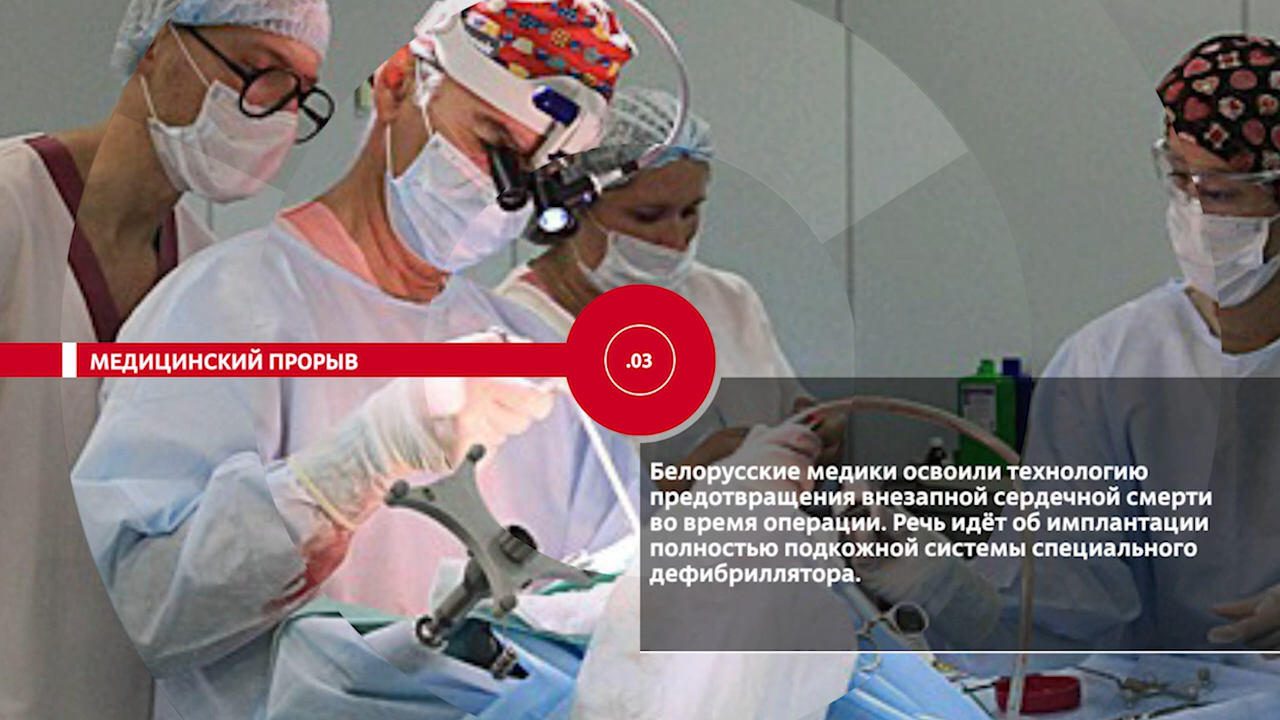 МЕДИЦИНСКИЙ ПРОРЫВ
.03
Белорусские медики освоили технологию
предотвращения внезапной сердечной смерти
во время операции. Речь идёт об имплантации
полностью подкожной системы специального
дефибриллятора.